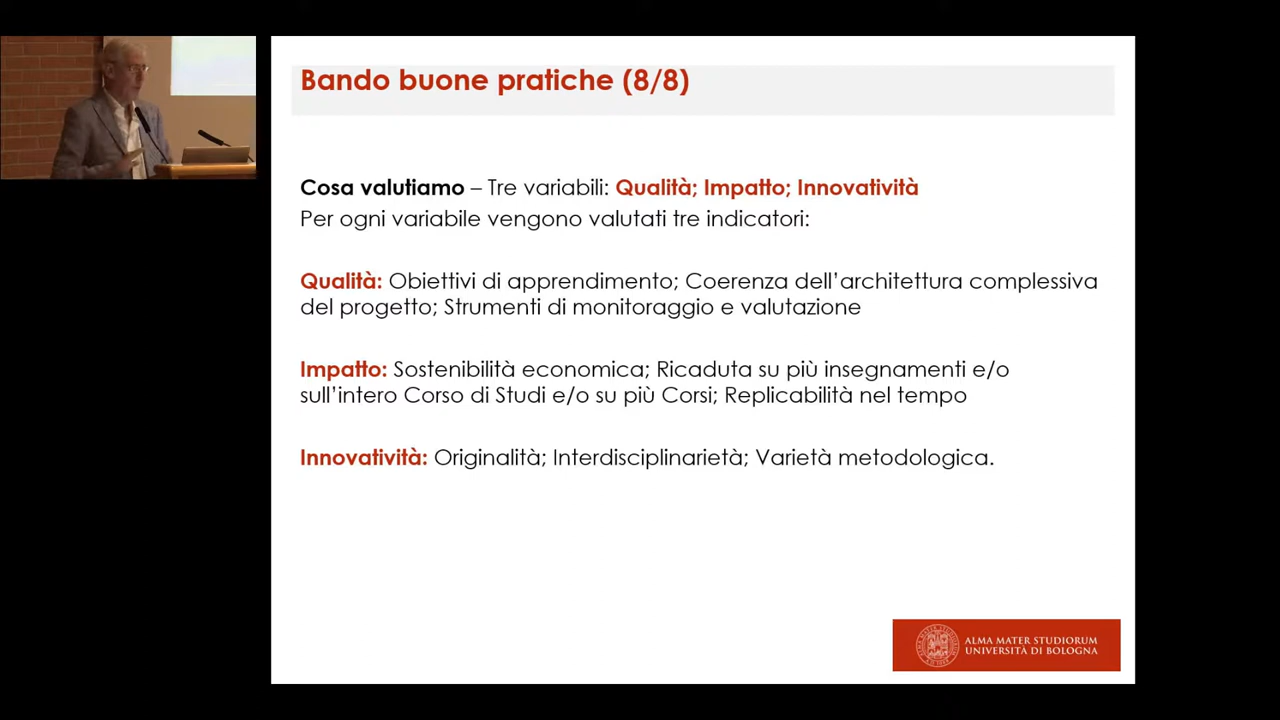 Bando buone pratiche (8/8)
Cosa valutiamo – Tre variabili: Qualità; Impatto; Innovatività
Per ogni variabile vengono valutati tre indicatori:
Qualità: Obiettivi di apprendimento; Coerenza dell’architettura complessiva
del progetto; Strumenti di monitoraggio e valutazione
Impatto: Sostenibilità economica; Ricaduta su più insegnamenti e/o
sull’intero Corso di Studi e/o su più Corsi; Replicabilità nel tempo
Innovatività: Originalità; Interdisciplinarietà; Varietà metodologica.
ALMA MATER STUDIORUM
UNIVERSITÀ DI BOLOGNA